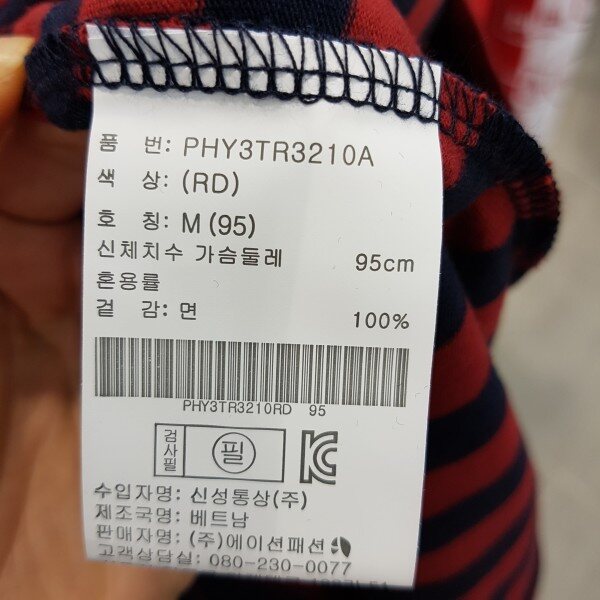 품 번: PHY3TR3210A
색 상: (RD)
호 칭: M (95)
신체치수 가슴둘레 95cm
혼용률
겉 감: 면 100%
PHY3TR3210RD 95
검사필 필 KC
수입자명: 신성통상(주)
제조국명: 베트남
판매자명: (주)에이션패션
고객상담실: 080-230-0077